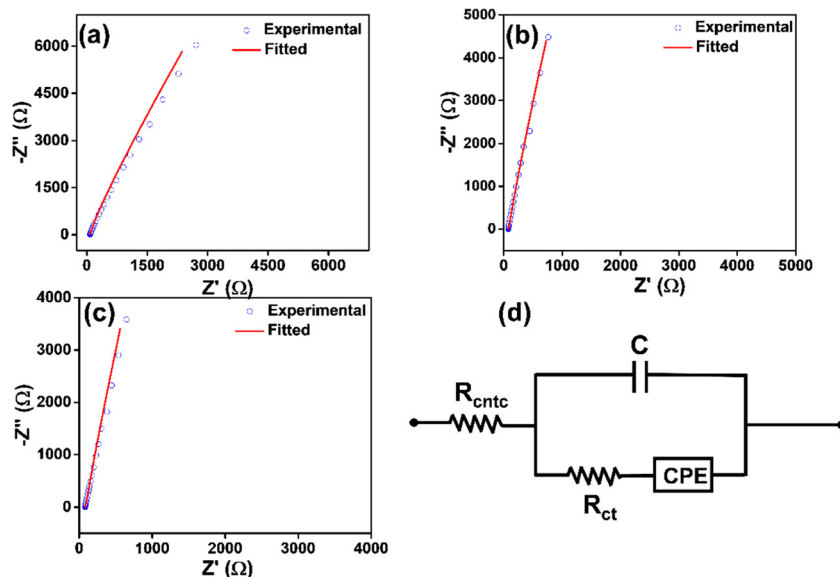 (a)
Experimental
Fitted
6000
4500
3000
1500
0
-Z'' (Ω)
0 1500 3000 4500 6000
Z' (Ω)
(b)
Experimental
Fitted
5000
4000
3000
2000
1000
0
-Z'' (Ω)
0 1000 2000 3000 4000 5000
Z' (Ω)
(c)
Experimental
Fitted
4000
3000
2000
1000
0
-Z'' (Ω)
0 1000 2000 3000 4000
Z' (Ω)
(d)
C
Rcntc
CPE
Rct